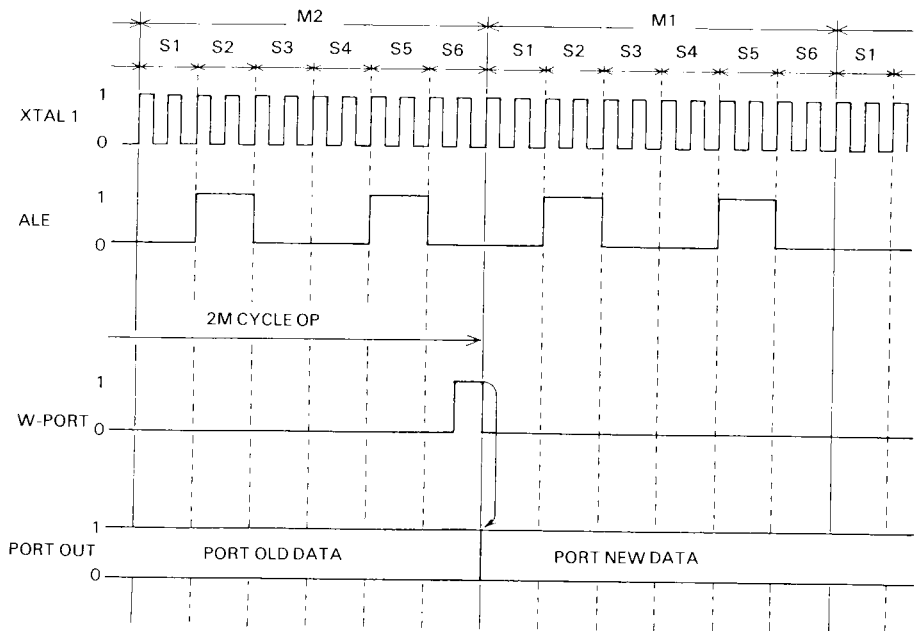 M2 M1
S1 S2 S3 S4 S5 S6 S1 S2 S3 S4 S5 S6 S1
1
XTAL 1
0
1
ALE
0
2M CYCLE OP
1
W-PORT
0
1
PORT OUT PORT OLD DATA PORT NEW DATA
0